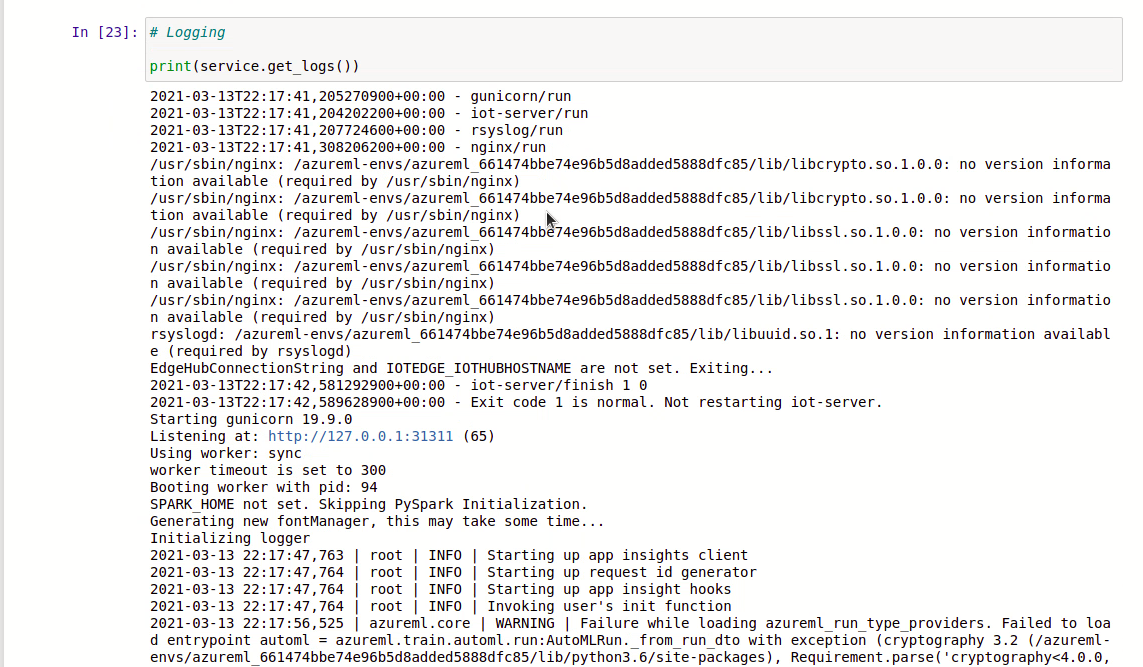 In [23]: # Logging
print(service.get_logs())
2021-03-13T22:17:41,205270900+00:00 - gunicorn/run
2021-03-13T22:17:41,204202200+00:00 - iot-server/run
2021-03-13T22:17:41,207724600+00:00 - rsyslog/run
2021-03-13T22:17:41,308206200+00:00 - nginx/run
/usr/sbin/nginx: /azureml-envs/azureml_661474bbe74e96b5d8added5888dfc85/lib/libcrypto.so.1.0.0: no version informa
tion available (required by /usr/sbin/nginx)
/usr/sbin/nginx: /azureml-envs/azureml_661474bbe74e96b5d8added5888dfc85/lib/libcrypto.so.1.0.0: no version informa
tion available (required by /usr/sbin/nginx)
/usr/sbin/nginx: /azureml-envs/azureml_661474bbe74e96b5d8added5888dfc85/lib/libssl.so.1.0.0: no version informatio
n available (required by /usr/sbin/nginx)
/usr/sbin/nginx: /azureml-envs/azureml_661474bbe74e96b5d8added5888dfc85/lib/libssl.so.1.0.0: no version informatio
n available (required by /usr/sbin/nginx)
/usr/sbin/nginx: /azureml-envs/azureml_661474bbe74e96b5d8added5888dfc85/lib/libssl.so.1.0.0: no version informatio
n available (required by /usr/sbin/nginx)
rsyslogd: /azureml-envs/azureml_661474bbe74e96b5d8added5888dfc85/lib/libuuid.so.1: no version information availabl
e (required by rsyslogd)
EdgeHubConnectionString and IOTEDGE_IOTHUBHOSTNAME are not set. Exiting...
2021-03-13T22:17:42,581292900+00:00 - iot-server/finish 1 0
2021-03-13T22:17:42,589628900+00:00 - Exit code 1 is normal. Not restarting iot-server.
Starting gunicorn 19.9.0
Listening at: http://127.0.0.1:31311 (65)
Using worker: sync
worker timeout is set to 300
Booting worker with pid: 94
SPARK_HOME not set. Skipping PySpark Initialization.
Generating new fontManager, this may take some time...
Initializing logger
2021-03-13 22:17:47,763 | root | INFO | Starting up app insights client
2021-03-13 22:17:47,764 | root | INFO | Starting up request id generator
2021-03-13 22:17:47,764 | root | INFO | Starting up app insight hooks
2021-03-13 22:17:47,764 | root | INFO | Invoking user's init function
2021-03-13 22:17:56,525 | azureml.core | WARNING | Failure while loading azureml_run_type_providers. Failed to loa
d entrypoint automl = azureml.train.automl.run:AutoMLRun._from_run_dto with exception (cryptography 3.2 (/azureml-
envs/azureml_661474bbe74e96b5d8added5888dfc85/lib/python3.6/site-packages), Requirement.parse('cryptography<4.0.0,